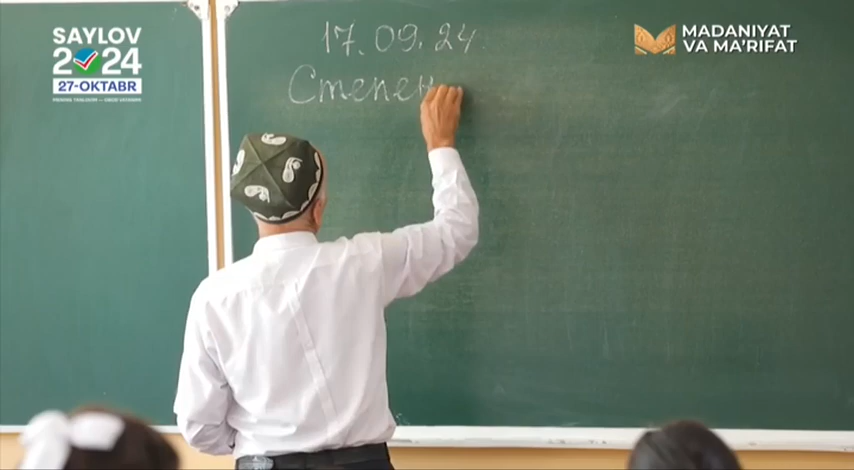 SAYLOV
2024
27-OKTABR
MADANIYAT
VA MA'RIFAT
17.09.24
Степен